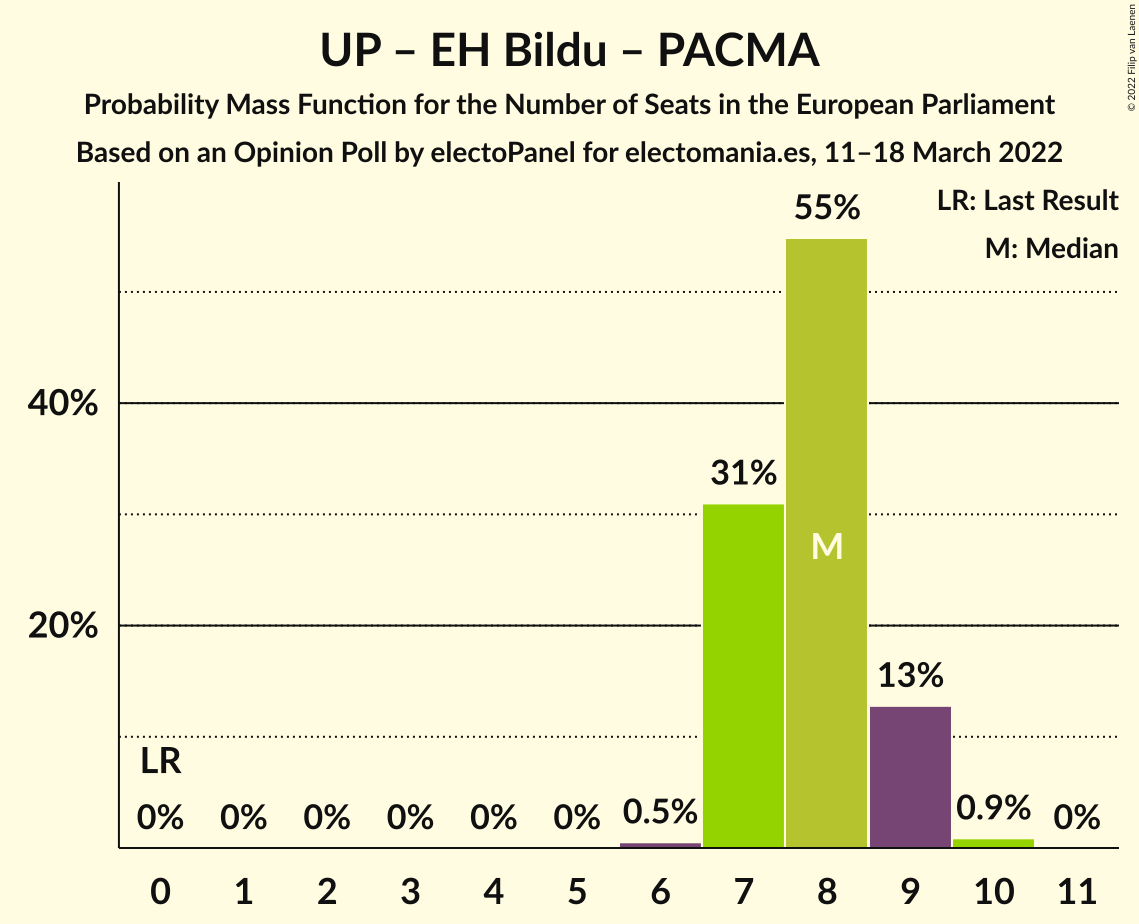 UP – EH Bildu – PACMA
Probability Mass Function for the Number of Seats in the European Parliament
Based on an Opinion Poll by electoPanel for electomania.es, 11–18 March 2022
© 2022 Filip van Laenen
LR: Last Result
M: Median
55%
40%
31%
M
20%
13%
LR
0% 0% 0% 0% 0% 0% 0.5% 0.9% 0%
0 1 2 3 4 5 6 7 8 9 10 11